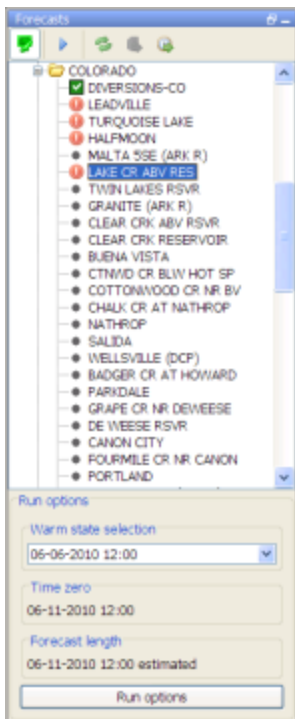 Forecasts
COLORADO
DIVERSIONS-CO
LEADVILLE
TURQUOISE LAKE
HALFMOON
MALTA 5SE (ARK R)
LAKE CR ABV RES
TWIN LAKES RSVR
GRANITE (ARK R)
CLEAR CRK ABV RSVR
CLEAR CRK RESERVOIR
BUENA VISTA
CTNWD CR BLW HOT SP
COTTONWOOD CR NR BV
CHALK CR AT NATHROP
NATHROP
SALIDA
WELLSVILLE (DCP)
BADGER CR AT HOWARD
PARKDALE
GRAPE CR NR DEWEESE
DE WEESE RSVR
CANON CITY
FOURMILE CR NR CANON
PORTLAND
Run options
Warm state selection
06-06-2010 12:00
Time zero
06-11-2010 12:00
Forecast length
06-11-2010 12:00 estimated
Run options